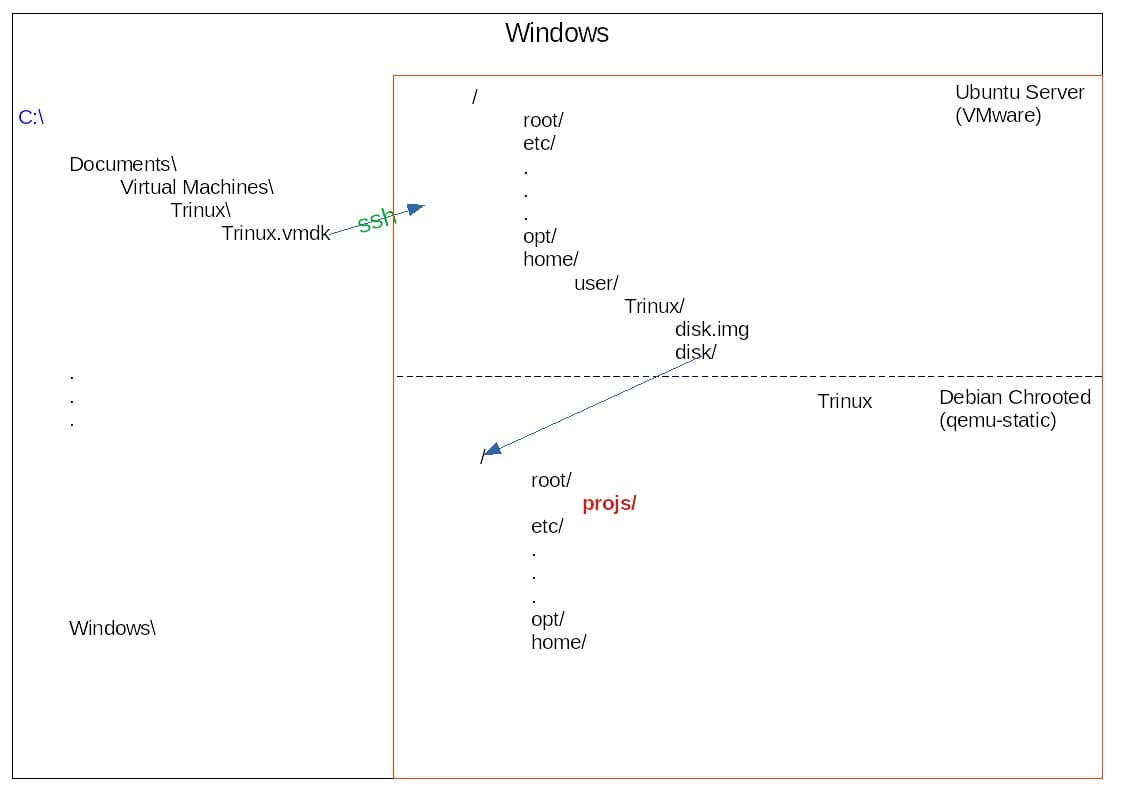 Windows
C:\
Documents\
Virtual Machines\
Trinux\
Trinux.vmdk
ssh
.
.
.
Windows\
/
root/
etc/
.
.
.
opt/
home/
user/
Trinux/
disk.img
disk/
Ubuntu Server
(VMware)
Trinux
Debian Chrooted
(qemu-static)
/
root/
projs/
etc/
.
.
.
opt/
home/